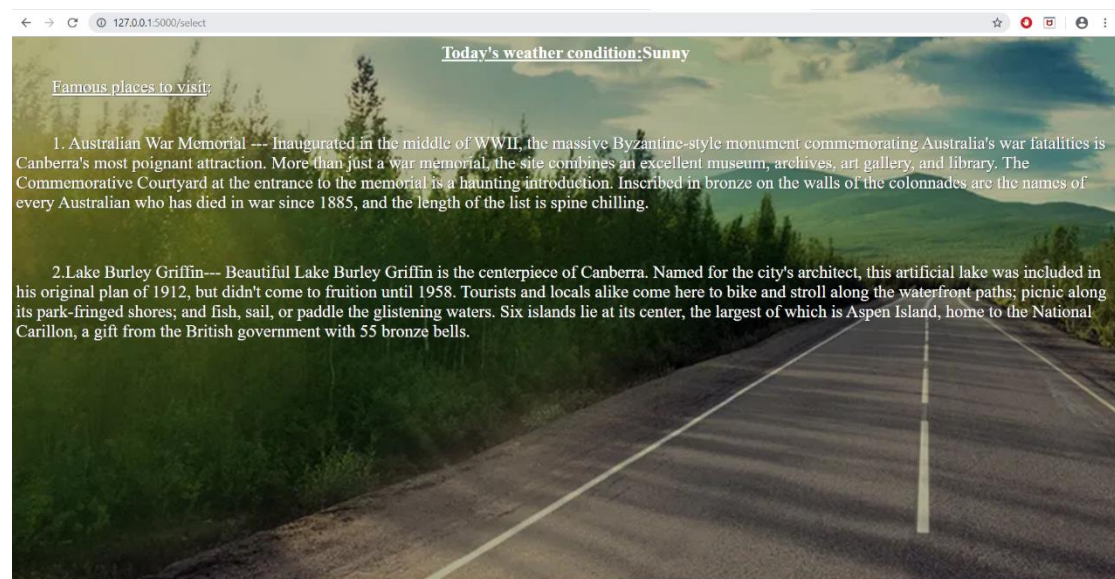 127.0.0.1:5000/select
Today's weather condition:Sunny
Famous places to visit:
1. Australian War Memorial --- Inaugurated in the middle of WWII, the massive Byzantine-style monument commemorating Australia's war fatalities is
Canberra's most poignant attraction. More than just a war memorial, the site combines an excellent museum, archives, art gallery, and library. The
Commemorative Courtyard at the entrance to the memorial is a haunting introduction. Inscribed in bronze on the walls of the colonnades are the names of
every Australian who has died in war since 1885, and the length of the list is spine chilling.
2.Lake Burley Griffin--- Beautiful Lake Burley Griffin is the centerpiece of Canberra. Named for the city's architect, this artificial lake was included in
his original plan of 1912, but didn't come to fruition until 1958. Tourists and locals alike come here to bike and stroll along the waterfront paths; picnic along
its park-fringed shores; and fish, sail, or paddle the glistening waters. Six islands lie at its center, the largest of which is Aspen Island, home to the National
Carillon, a gift from the British government with 55 bronze bells.